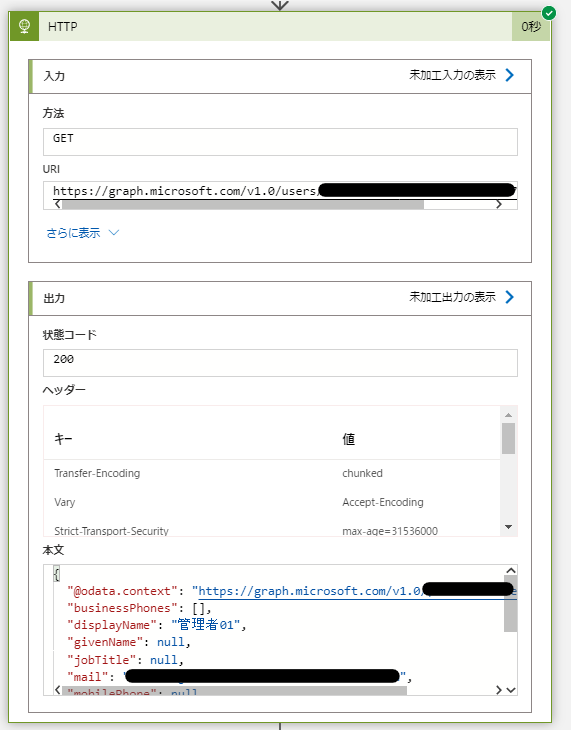 HTTP
0秒
入力
未加工入力の表示
方法
GET
URI
https://graph.microsoft.com/v1.0/users/
さらに表示
出力
未加工出力の表示
状態コード
200
ヘッダー
キー 値
Transfer-Encoding chunked
Vary Accept-Encoding
Strict-Transport-Security max-age=31536000
本文
{
"@odata.context": "https://graph.microsoft.com/v1.0/
"businessPhones": [],
"displayName": "管理者01",
"givenName": null,
"jobTitle": null,
"mail": "",
"mobilePhone": null